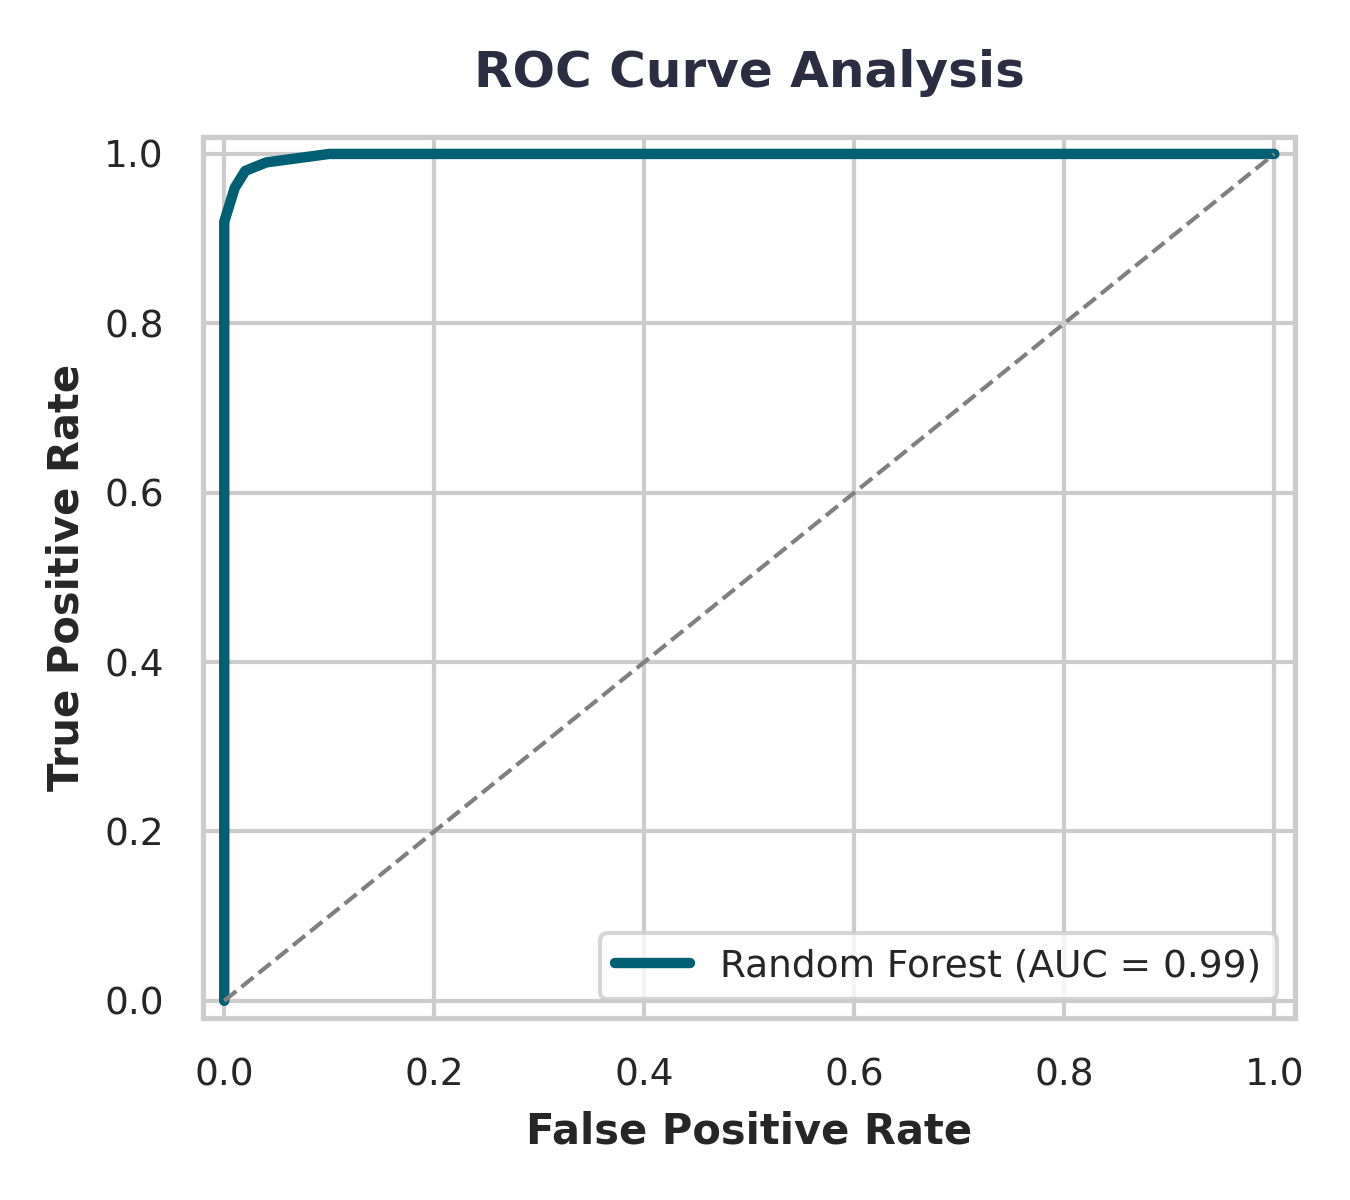 ROC Curve Analysis
True Positive Rate
1.0
0.8
0.6
0.4
0.2
0.0
Random Forest (AUC = 0.99)
0.0 0.2 0.4 0.6 0.8 1.0
False Positive Rate